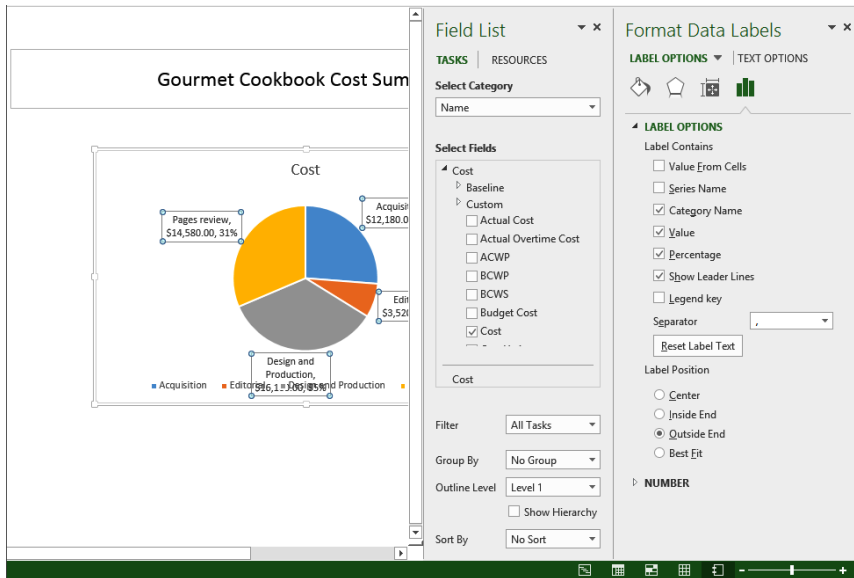 Gourmet Cookbook Cost Sum
Cost
Acquisit
$12,180.0
Pages review,
$14,580.00, 31%
Edit
$3,520
Design and
Production,
Acquisition
Design and Production
Field List
TASKS
RESOURCES
Select Category
Name
Select Fields
Cost
Baseline
Custom
Actual Cost
Actual Overtime Cost
ACWP
BCWP
BCWS
Budget Cost
Cost
Cost
Filter
All Tasks
Group By
No Group
Outline Level
Level 1
Show Hierarchy
Sort By
No Sort
Format Data Labels
LABEL OPTIONS
TEXT OPTIONS
LABEL OPTIONS
Label Contains
Value From Cells
Series Name
Category Name
Value
Percentage
Show Leader Lines
Legend key
Separator ,
Reset Label Text
Label Position
Center
Inside End
Outside End
Best Fit
NUMBER